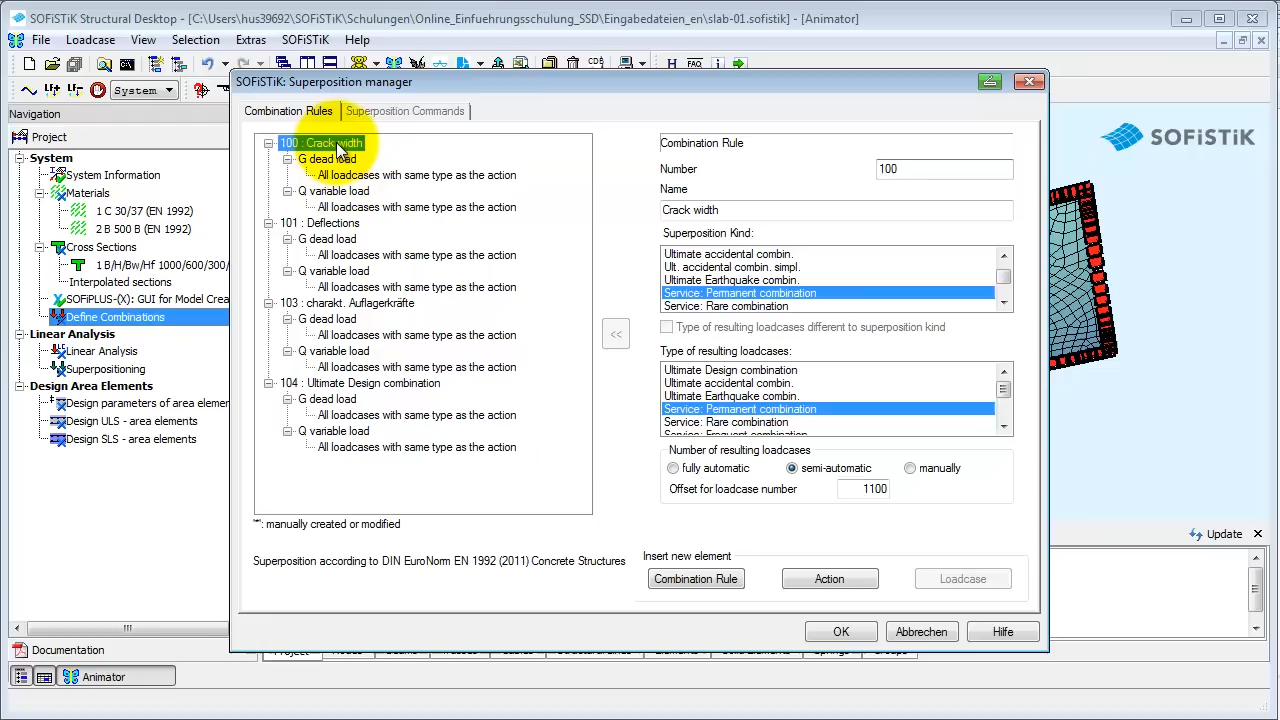 SOFiSTiK Structural Desktop - [C:\Users\hus39692\SOFiSTiK\Schulungen\Online_Einfuehrungsschulung_SSD\Eingabedateien_en\slab-01.sofistik] - [Animator]
File Loadcase View Selection Extras SOFiSTiK Help
System
Navigation
Project
System
System Information
Materials
1 C 30/37 (EN 1992)
2 B 500 B (EN 1992)
Cross Sections
1 B/H/Bw/Hf 1000/600/300/
Interpolated sections
SOFiPLUS-(X): GUI for Model Crea
Define Combinations
Linear Analysis
Linear Analysis
Superpositioning
Design Area Elements
Design parameters of area elemer
Design ULS - area elements
Design SLS - area elements
Documentation
Animator
SOFiSTiK: Superposition manager
Combination Rules Superposition Commands
100 : Crack width
G dead load
All loadcases with same type as the action
Q variable load
All loadcases with same type as the action
101 : Deflections
G dead load
All loadcases with same type as the action
Q variable load
All loadcases with same type as the action
103 : charakt. Auflagerkräfte
G dead load
All loadcases with same type as the action
Q variable load
All loadcases with same type as the action
104 : Ultimate Design combination
G dead load
All loadcases with same type as the action
Q variable load
All loadcases with same type as the action
"*": manually created or modified
Superposition according to DIN EuroNorm EN 1992 (2011) Concrete Structures
<<
Combination Rule
Number 100
Name
Crack width
Superposition Kind:
Ultimate accidental combin.
Ult. accidental combin. simpl.
Ultimate Earthquake combin.
Service: Permanent combination
Service: Rare combination
Type of resulting loadcases different to superposition kind
Type of resulting loadcases:
Ultimate Design combination
Ultimate accidental combin.
Ultimate Earthquake combin.
Service: Permanent combination
Service: Rare combination
Service: Frequent combination
Number of resulting loadcases
fully automatic semi-automatic manually
Offset for loadcase number 1100
Insert new element
Combination Rule Action Loadcase
OK Abbrechen Hilfe
SOFiSTiK
Update